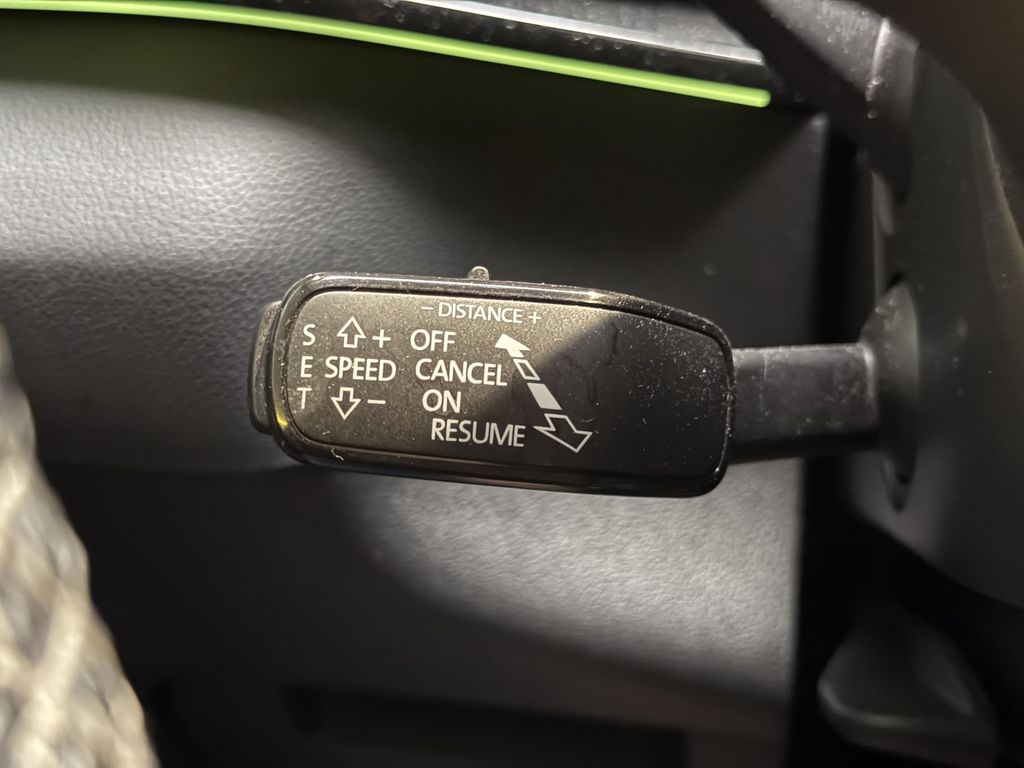 – DISTANCE +
S + OFF
E SPEED CANCEL
T – ON
RESUME